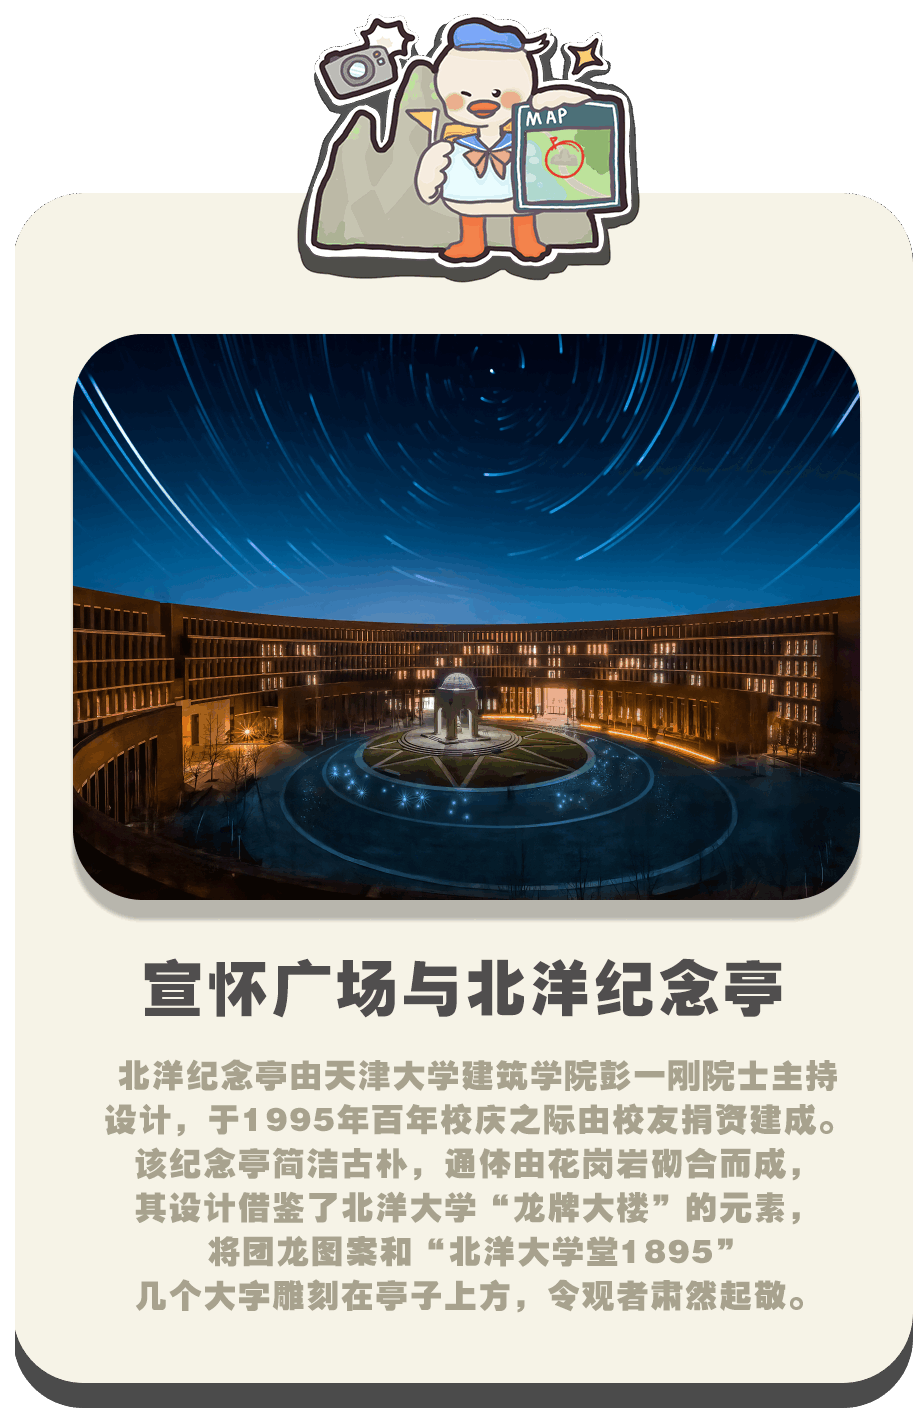 MAP
宣怀广场与北洋纪念亭
北洋纪念亭由天津大学建筑学院彭一刚院士主持
设计，于1995年百年校庆之际由校友捐资建成。
该纪念亭简洁古朴，通体由花岗岩砌合而成，
其设计借鉴了北洋大学“龙牌大楼”的元素，
将团龙图案和“北洋大学堂1895”
几个大字雕刻在亭子上方，令观者肃然起敬。